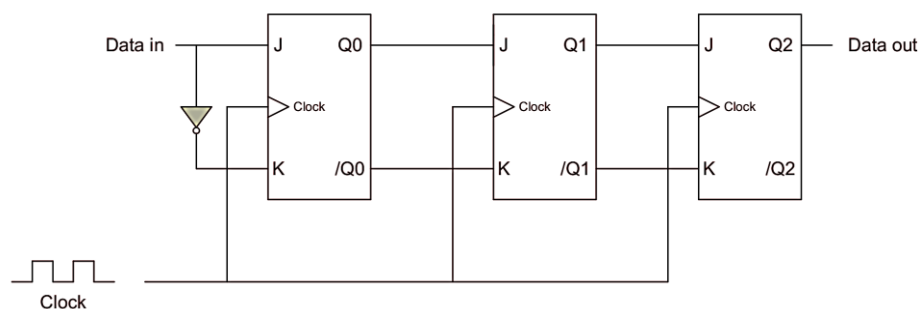 Data in J Q0 J Q1 J Q2 Data out
Clock Clock Clock
K /Q0 K /Q1 K /Q2
Clock